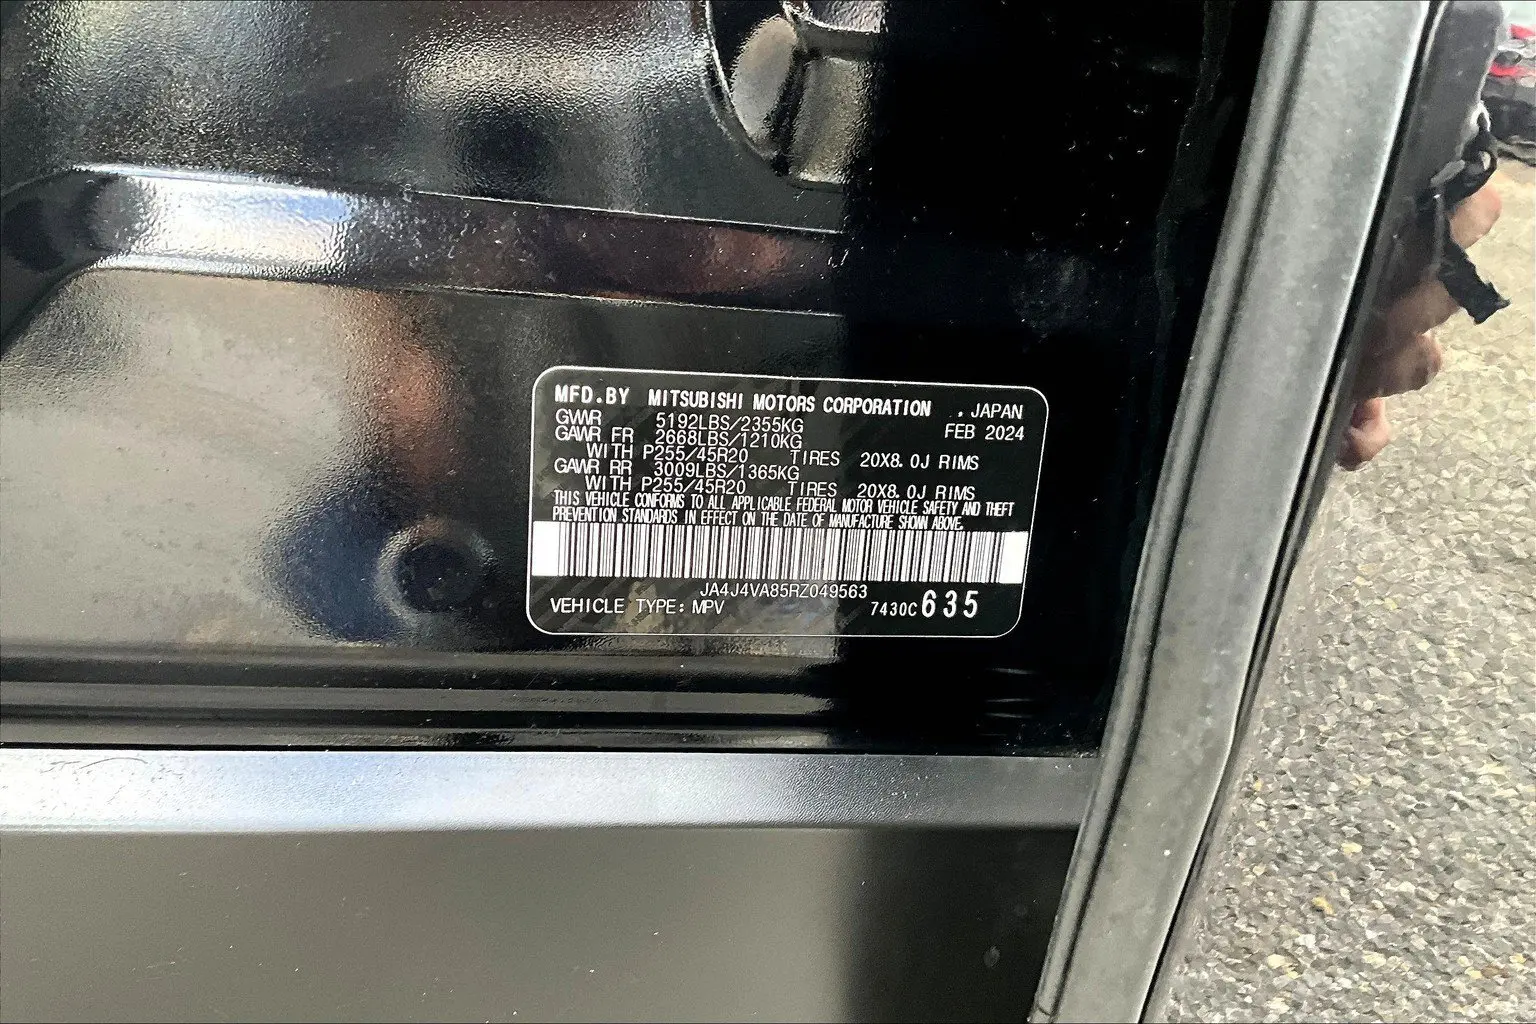 MFD.BY MITSUBISHI MOTORS CORPORATION , JAPAN
GVWR 5192LBS/2355KG FEB 2024
GAWR FR 2668LBS/1210KG
WITH P255/45R20 TIRES 20X8.0J RIMS
GAWR RR 3009LBS/1365KG
WITH P255/45R20 TIRES 20X8.0J RIMS
THIS VEHICLE CONFORMS TO ALL APPLICABLE FEDERAL MOTOR VEHICLE SAFETY AND THEFT
PREVENTION STANDARDS IN EFFECT ON THE DATE OF MANUFACTURE SHOWN ABOVE.
JA4J4VA85RZ049563
VEHICLE TYPE: MPV 7430C 635